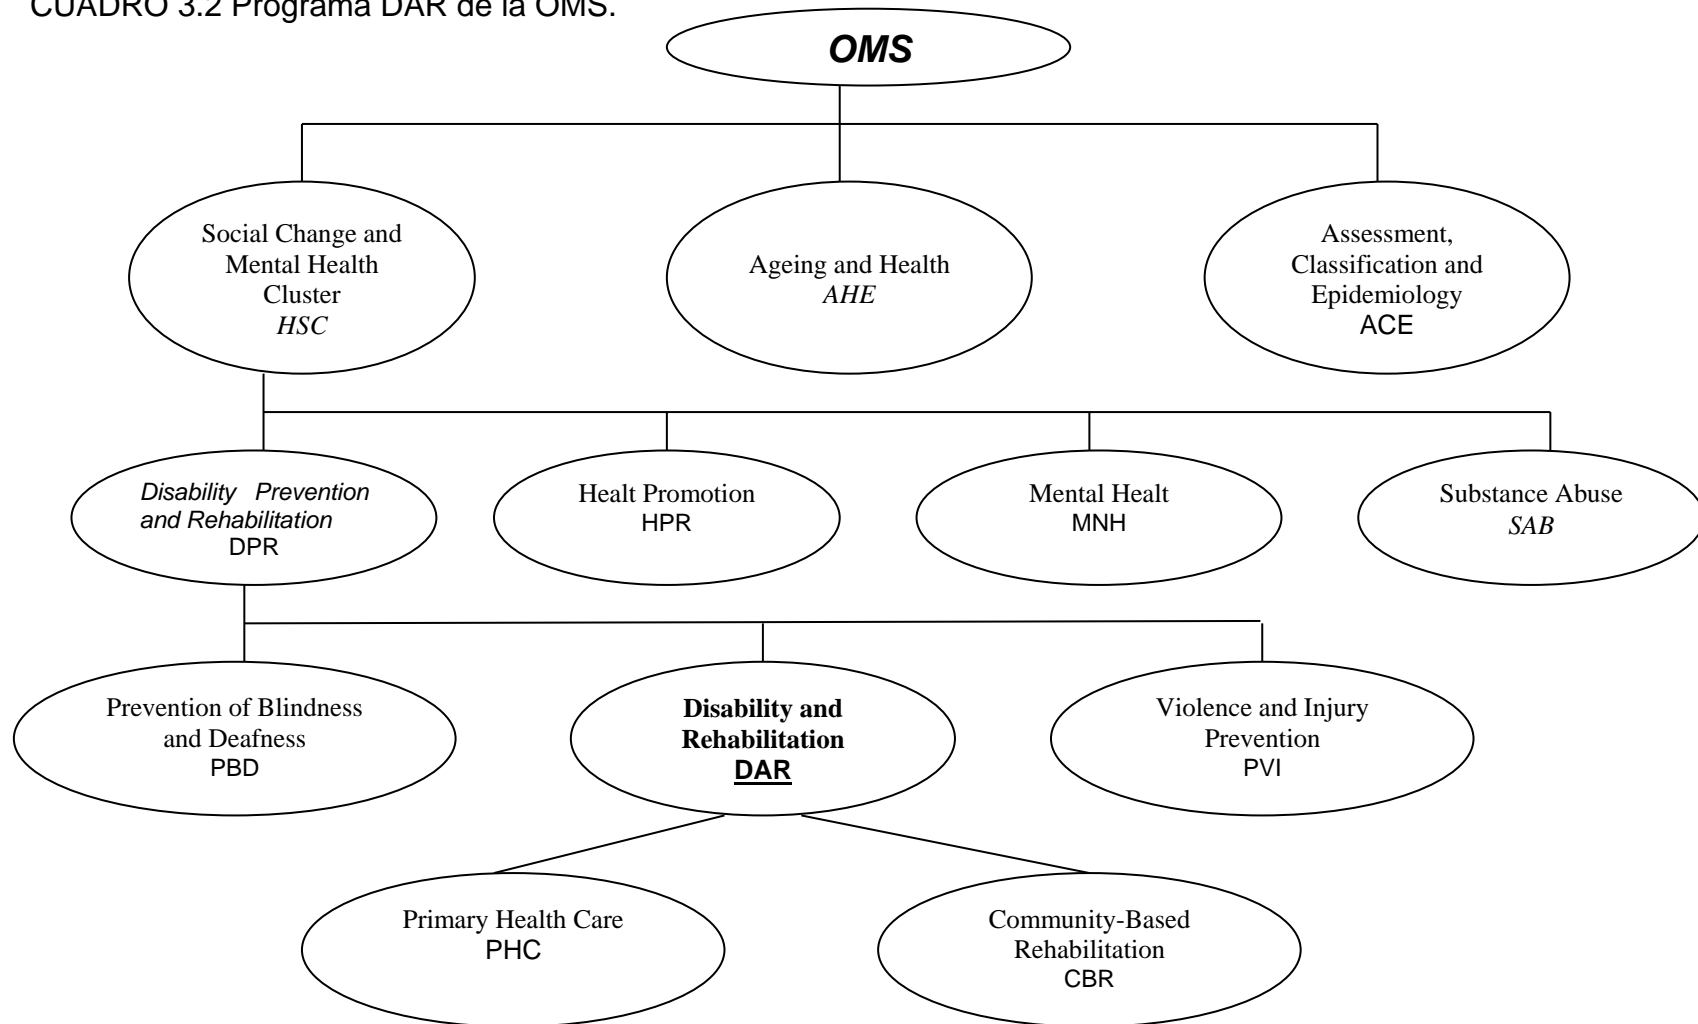 CUADRO 3.2 Programa DAR de la OMS.
OMS
Social Change and
Mental Health
Cluster
HSC
Ageing and Health
AHE
Assessment,
Classification and
Epidemiology
ACE
Disability Prevention
and Rehabilitation
DPR
Healt Promotion
HPR
Mental Healt
MNH
Substance Abuse
SAB
Prevention of Blindness
and Deafness
PBD
Disability and
Rehabilitation
DAR
Violence and Injury
Prevention
PVI
Primary Health Care
PHC
Community-Based
Rehabilitation
CBR